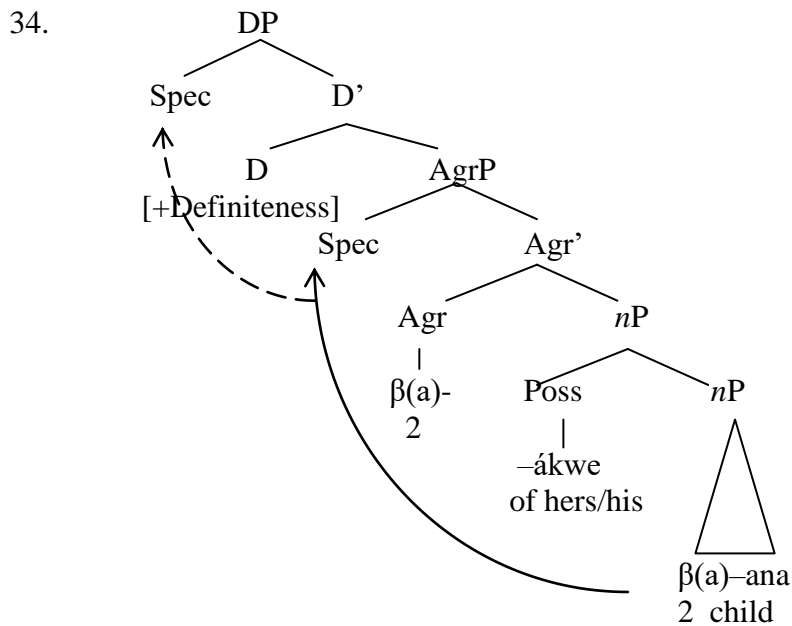 34.
DP
Spec D’
D AgrP
[+Definiteness]
Spec Agr’
Agr nP
β(a)- Poss nP
2
–ákwe
of hers/his
β(a)–ana
2 child